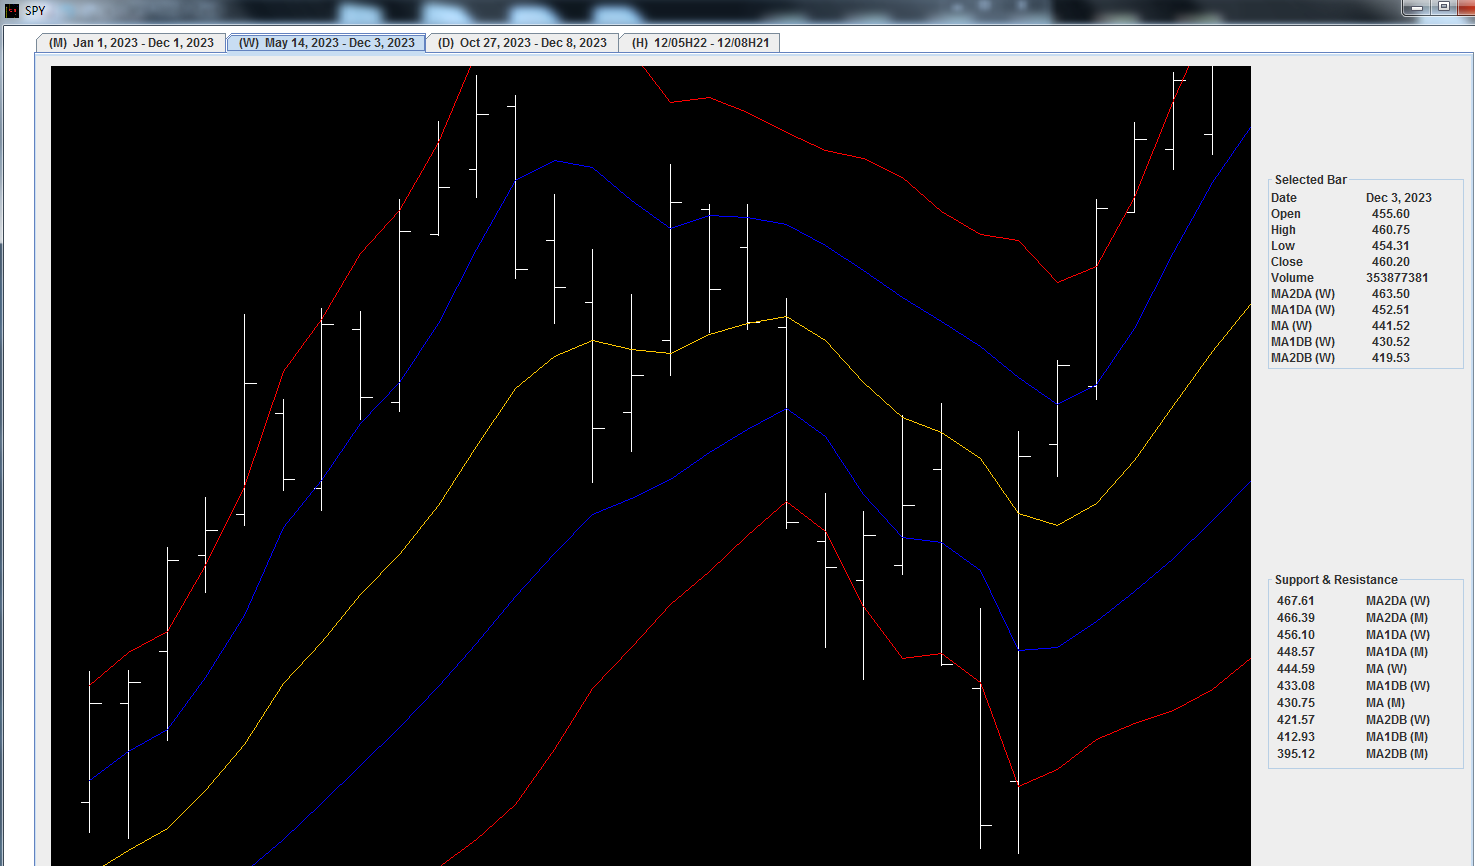 SPY
(M) Jan 1, 2023 - Dec 1, 2023 (W) May 14, 2023 - Dec 3, 2023 (D) Oct 27, 2023 - Dec 8, 2023 (H) 12/05H22 - 12/08H21
Selected Bar
Date Dec 3, 2023
Open 455.60
High 460.75
Low 454.31
Close 460.20
Volume 353877381
MA2DA (W) 463.50
MA1DA (W) 452.51
MA (W) 441.52
MA1DB (W) 430.52
MA2DB (W) 419.53
Support & Resistance
467.61 MA2DA (W)
466.39 MA2DA (M)
456.10 MA1DA (W)
448.57 MA1DA (M)
444.59 MA (W)
433.08 MA1DB (W)
430.75 MA (M)
421.57 MA2DB (W)
412.93 MA1DB (M)
395.12 MA2DB (M)